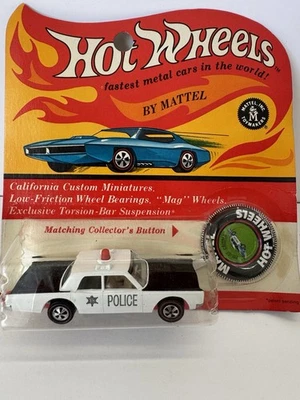 HOT WHEELS
fastest metal cars in the world!
BY MATTEL
MATTEL, INC.
M
TOYMAKERS
California Custom Miniatures,
Low-Friction Wheel Bearings, "Mag" Wheels,
Exclusive Torsion-Bar Suspension
Matching Collector's Button
HOT WHEELS
POLICE